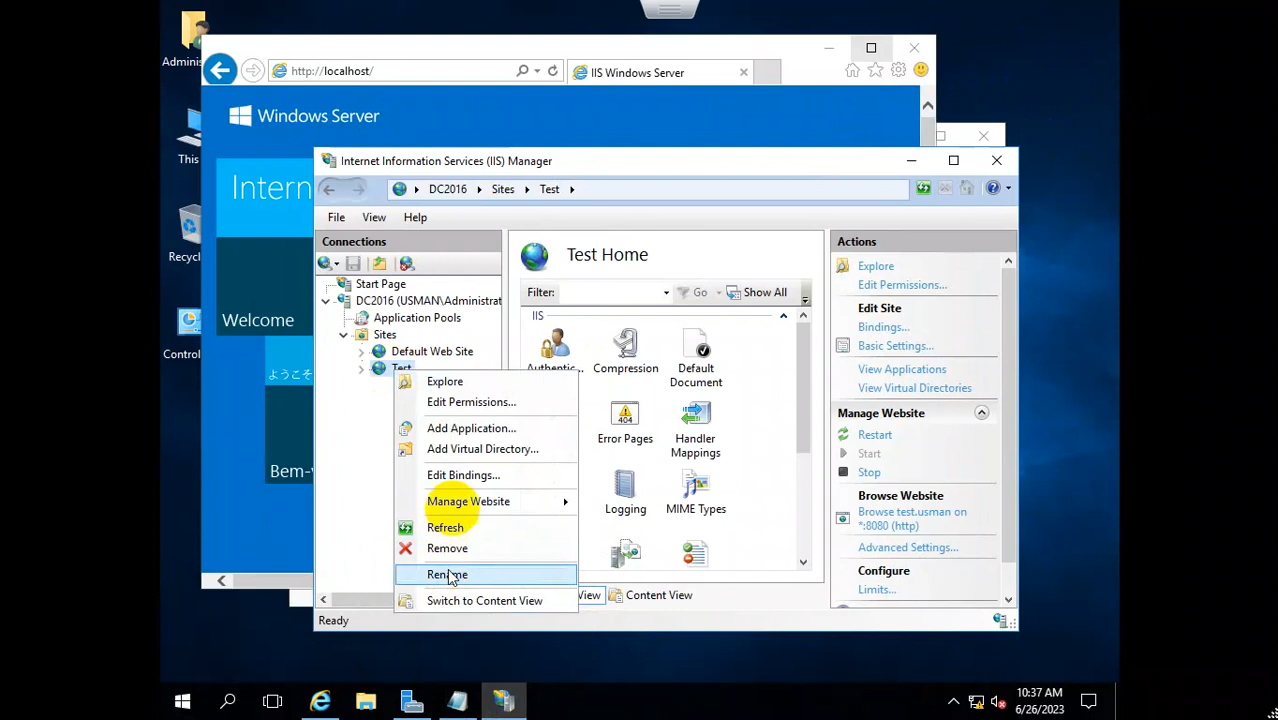 Adminis
This
Recycl
Control
http://localhost/
IIS Windows Server
Windows Server
Intern
Welcome
ようこそ
Bem-v
Internet Information Services (IIS) Manager
DC2016
Sites
Test
File
View
Help
Connections
Start Page
DC2016 (USMAN\Administrat
Application Pools
Sites
Default Web Site
Test
Explore
Edit Permissions...
Add Application...
Add Virtual Directory...
Edit Bindings...
Manage Website
Refresh
Remove
Rename
Switch to Content View
Test Home
Filter:
Go
Show All
IIS
Authentic...
Compression
Default
Document
404
Error Pages
Handler
Mappings
Logging
MIME Types
View
Content View
Actions
Explore
Edit Permissions...
Edit Site
Bindings...
Basic Settings...
View Applications
View Virtual Directories
Manage Website
Restart
Start
Stop
Browse Website
Browse test.usman on
*:8080 (http)
Advanced Settings...
Configure
Limits...
Ready
10:37 AM
6/26/2023